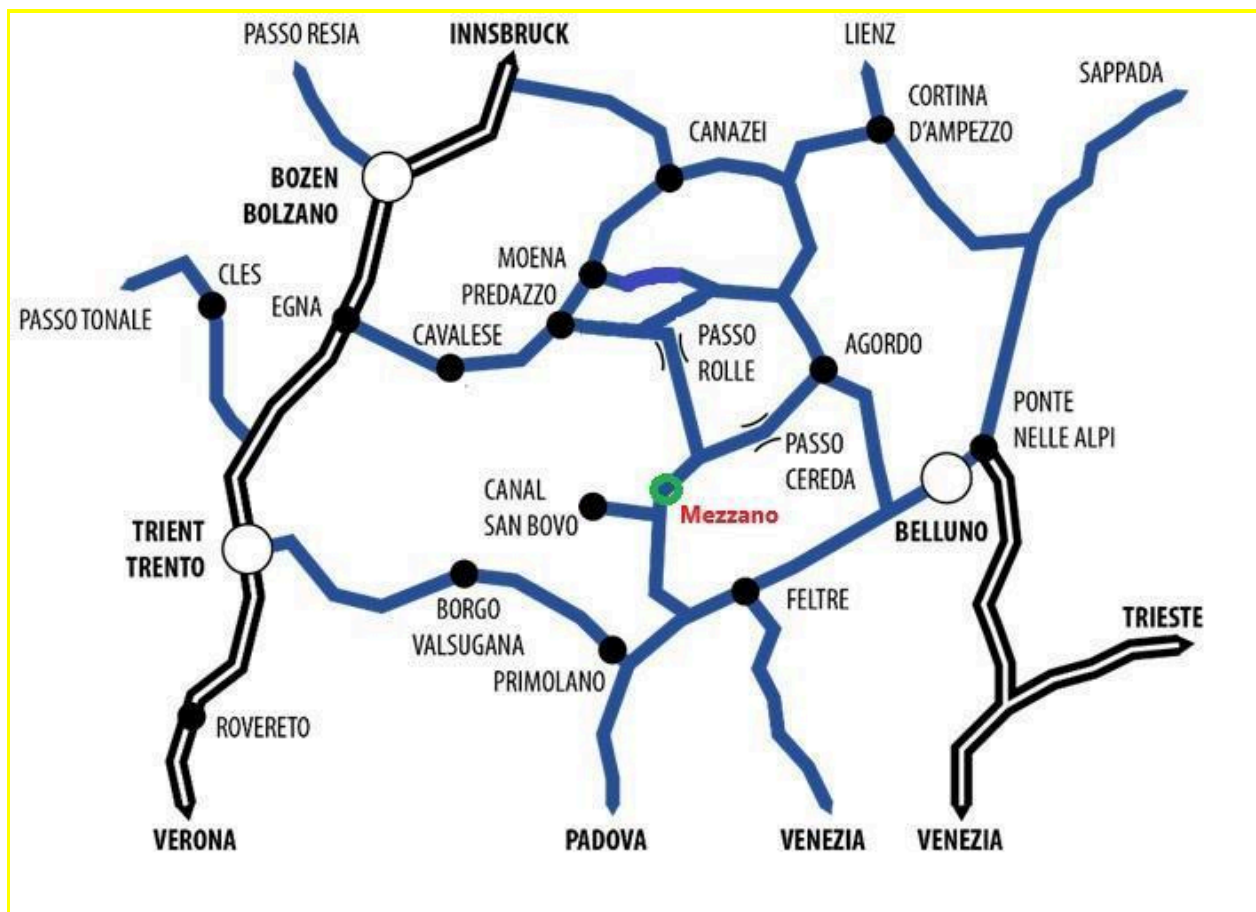 PASSO RESIA
INNSBRUCK
LIENZ
SAPPADA
CORTINA
D'AMPEZZO
CANAZEI
BOZEN
BOLZANO
MOENA
PREDAZZO
CLES
EGNA
PASSO TONALE
CAVALESE
PASSO
ROLLE
AGORDO
PONTE
NELLE ALPI
PASSO
CEREDA
CANAL
SAN BOVO
Mezzano
TRIENT
TRENTO
BELLUNO
BORGO
VALSUGANA
FELTRE
TRIESTE
PRIMOLANO
ROVERETO
VERONA
PADOVA
VENEZIA
VENEZIA